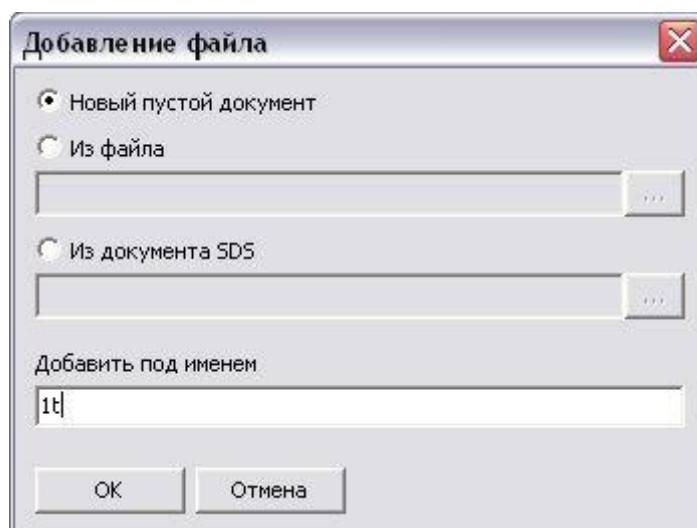 Добавление файла
Новый пустой документ
Из файла
...
Из документа SDS
...
Добавить под именем
1t
OK
Отмена